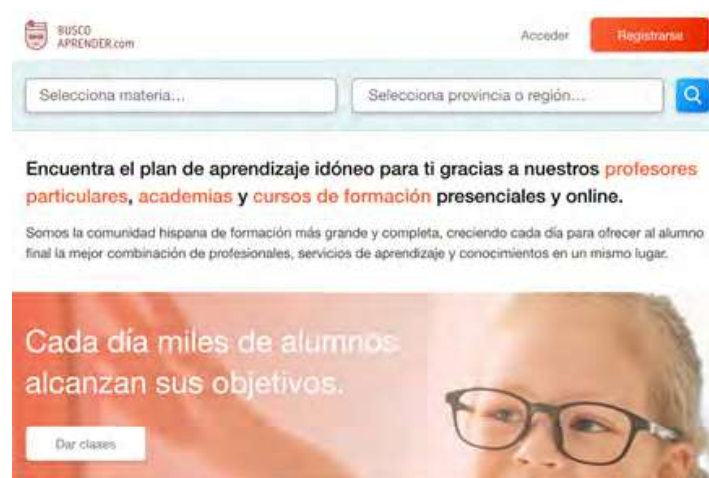 BUSCO
APRENDER.com
Acceder
Registrarse
Selecciona materia...
Selecciona provincia o región...
Encuentra el plan de aprendizaje idóneo para ti gracias a nuestros profesores
particulares, academias y cursos de formación presenciales y online.
Somos la comunidad hispana de formación más grande y completa, creciendo cada día para ofrecer al alumno
final la mejor combinación de profesionales, servicios de aprendizaje y conocimientos en un mismo lugar.
Cada día miles de alumnos
alcanzan sus objetivos.
Dar clases